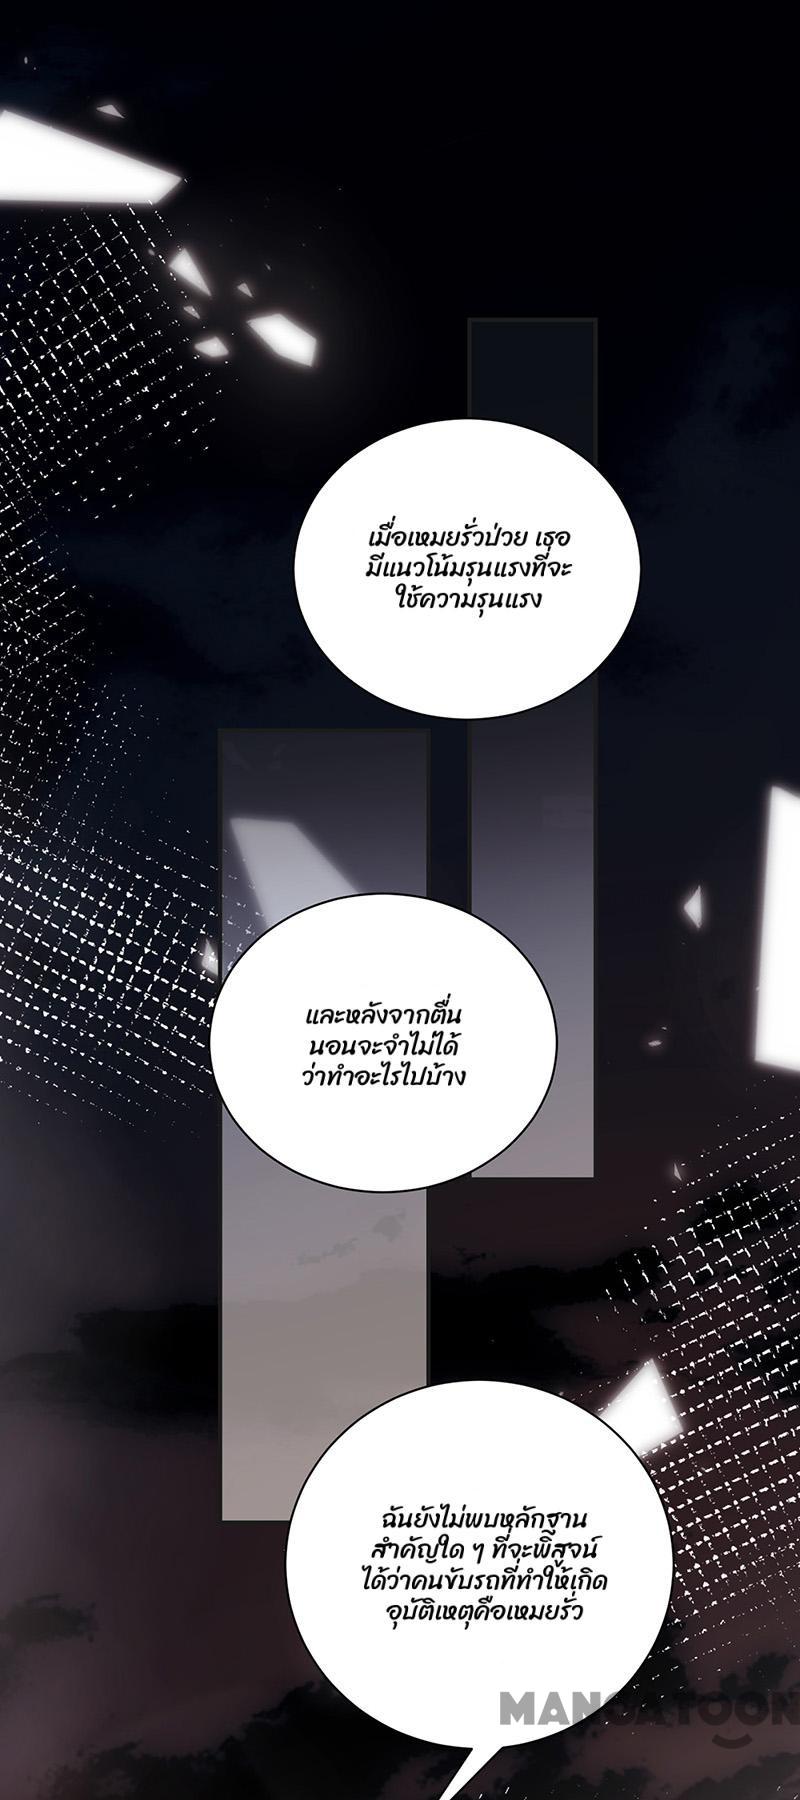 เมื่อเหมยรั่วป่วย เธอ
มีแนวโน้มรุนแรงที่จะ
ใช้ความรุนแรง
และหลังจากตื่น
นอนจะจำไม่ได้
ว่าทำอะไรไปบ้าง
ฉันยังไม่พบหลักฐาน
สำคัญใด ๆ ที่จะพิสูจน์
ได้ว่าคนขับรถที่ทำให้เกิด
อุบัติเหตุคือเหมยรั่ว
MANGATOON